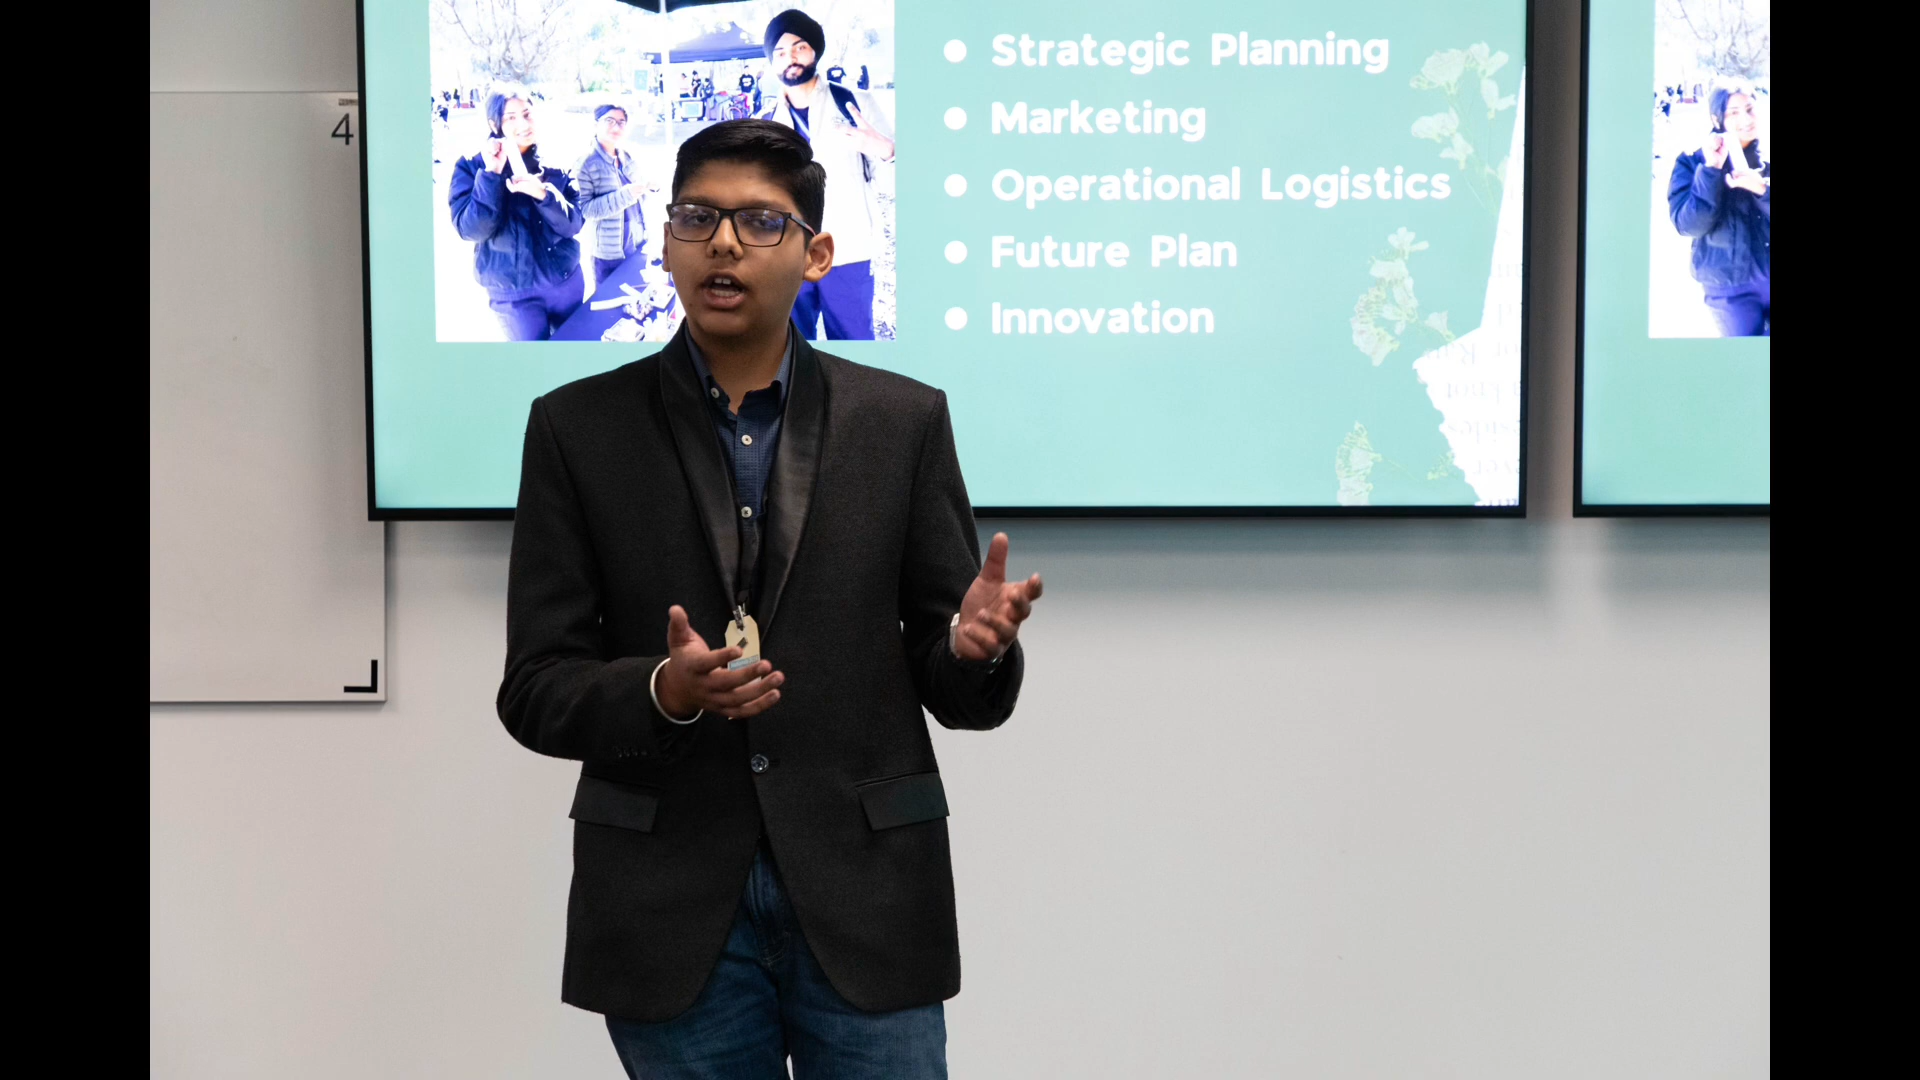 4
Strategic Planning
Marketing
Operational Logistics
Future Plan
Innovation